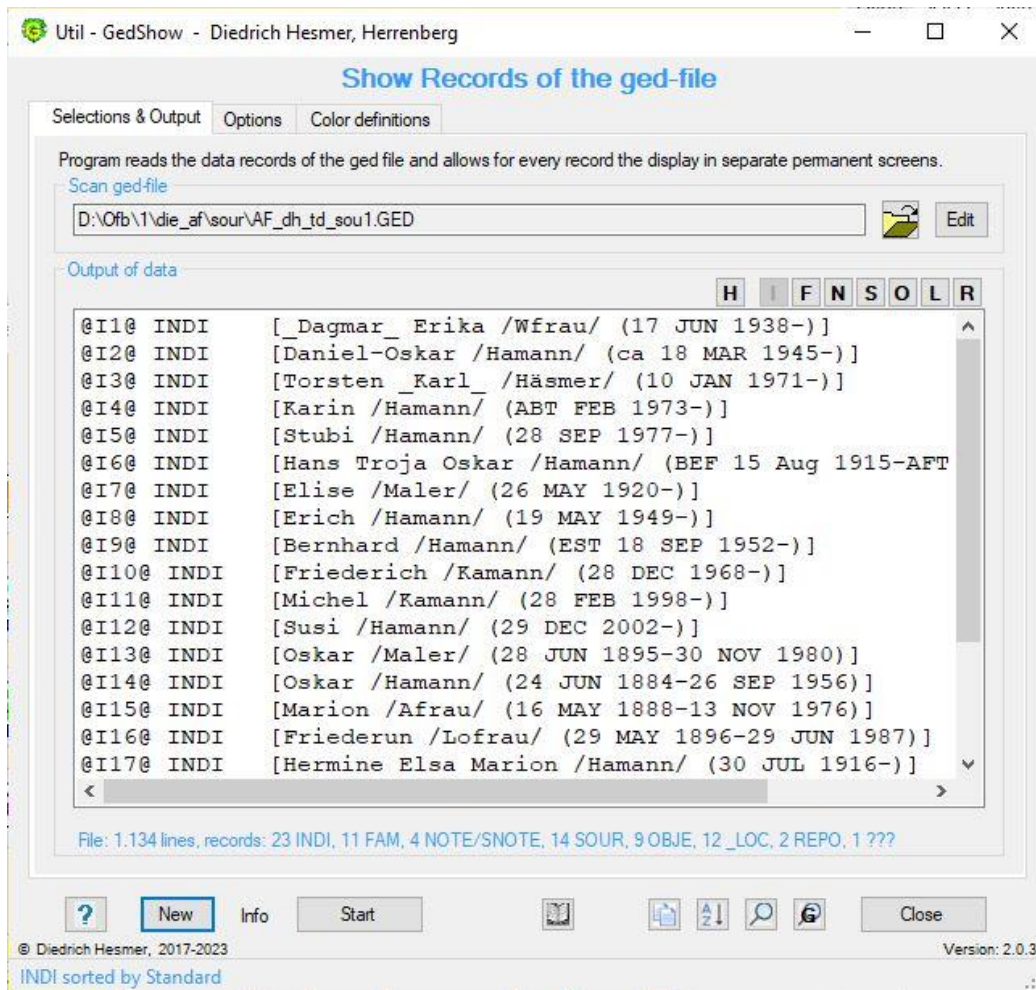 Util - GedShow - Diedrich Hesmer, Herrenberg
Show Records of the ged-file
Selections & Output Options Color definitions
Program reads the data records of the ged file and allows for every record the display in separate permanent screens.
Scan ged-file
D:\Ofb\1\die_af\sour\AF_dh_td_sou1.GED Edit
Output of data
H I F N S O L R
@I1@ INDI [_Dagmar_ Erika /Wfrau/ (17 JUN 1938-)]
@I2@ INDI [Daniel-Oskar /Hamann/ (ca 18 MAR 1945-)]
@I3@ INDI [Torsten _Karl_ /Häsmer/ (10 JAN 1971-)]
@I4@ INDI [Karin /Hamann/ (ABT FEB 1973-)]
@I5@ INDI [Stubi /Hamann/ (28 SEP 1977-)]
@I6@ INDI [Hans Troja Oskar /Hamann/ (BEF 15 Aug 1915-AFT
@I7@ INDI [Elise /Maler/ (26 MAY 1920-)]
@I8@ INDI [Erich /Hamann/ (19 MAY 1949-)]
@I9@ INDI [Bernhard /Hamann/ (EST 18 SEP 1952-)]
@I10@ INDI [Friederich /Kamann/ (28 DEC 1968-)]
@I11@ INDI [Michel /Kamann/ (28 FEB 1998-)]
@I12@ INDI [Susi /Hamann/ (29 DEC 2002-)]
@I13@ INDI [Oskar /Maler/ (28 JUN 1895-30 NOV 1980)]
@I14@ INDI [Oskar /Hamann/ (24 JUN 1884-26 SEP 1956)]
@I15@ INDI [Marion /Afrau/ (16 MAY 1888-13 NOV 1976)]
@I16@ INDI [Friederun /Lofrau/ (29 MAY 1896-29 JUN 1987)]
@I17@ INDI [Hermine Elsa Marion /Hamann/ (30 JUL 1916-)]
File: 1.134 lines, records: 23 INDI, 11 FAM, 4 NOTE/SNOTE, 14 SOUR, 9 OBJE, 12 _LOC, 2 REPO, 1 ???
? New Info Start Close
© Diedrich Hesmer, 2017-2023 Version: 2.0.3
INDI sorted by Standard